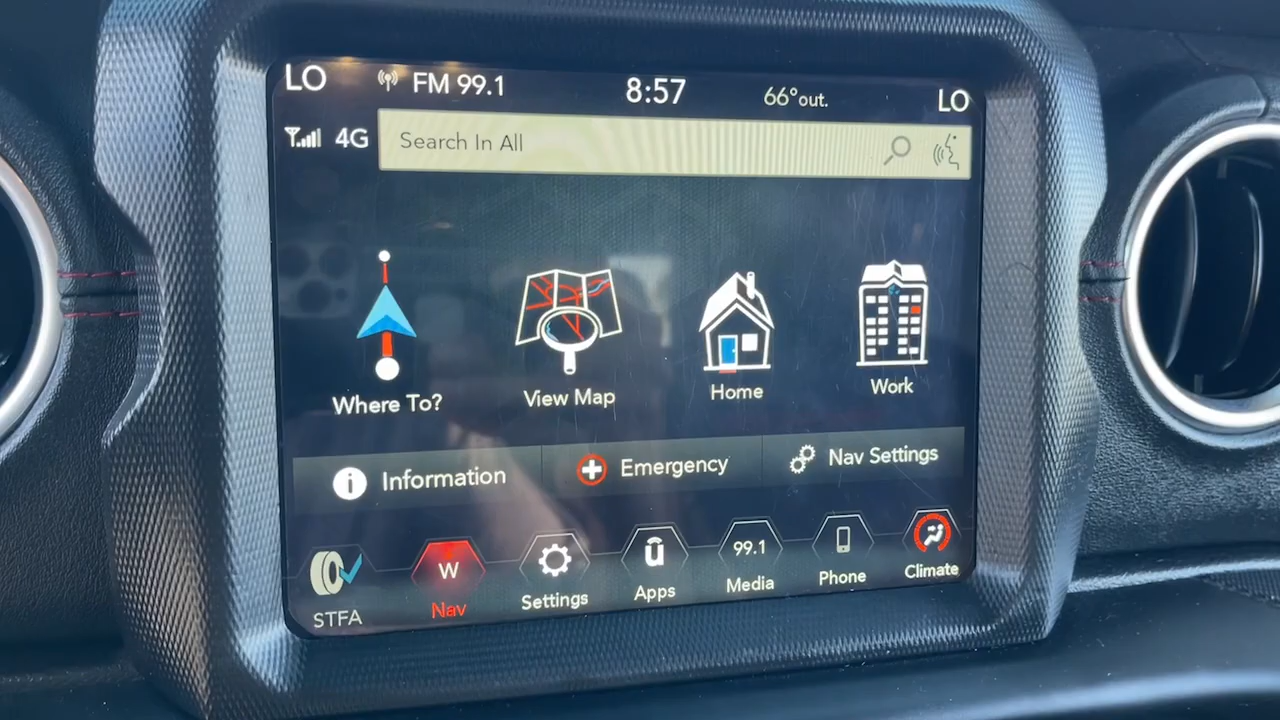 LO FM 99.1 8:57 66°out. LO
4G Search In All
Where To? View Map Home Work
Information Emergency Nav Settings
W ū 99.1
STFA Nav Settings Apps Media Phone Climate